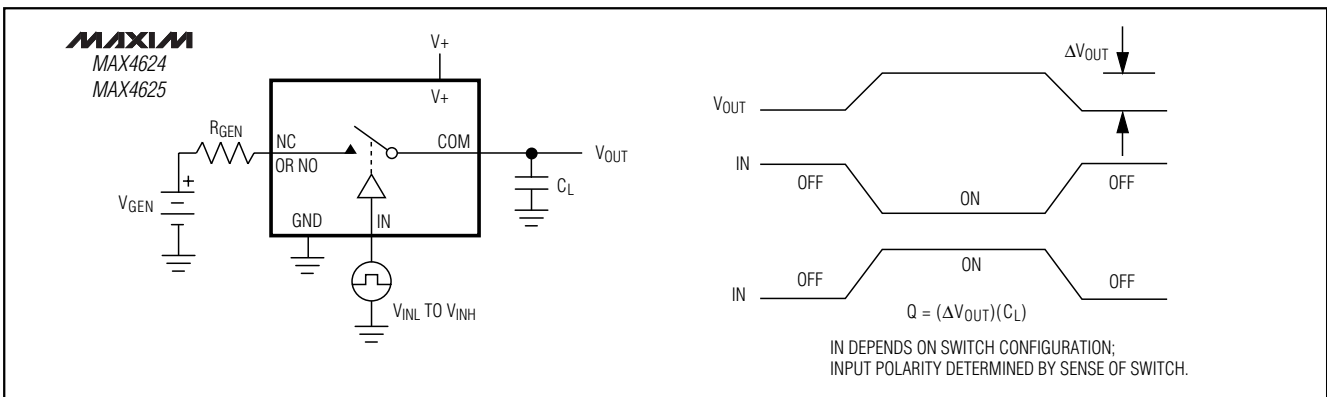 MAXIM
MAX4624
MAX4625
V+
V+
RGEN
NC
OR NO
COM
VOUT
CL
VGEN
+
GND
IN
VINL TO VINH
ΔVOUT
VOUT
IN
OFF
ON
OFF
IN
OFF
ON
OFF
Q = (ΔVOUT)(CL)
IN DEPENDS ON SWITCH CONFIGURATION;
INPUT POLARITY DETERMINED BY SENSE OF SWITCH.